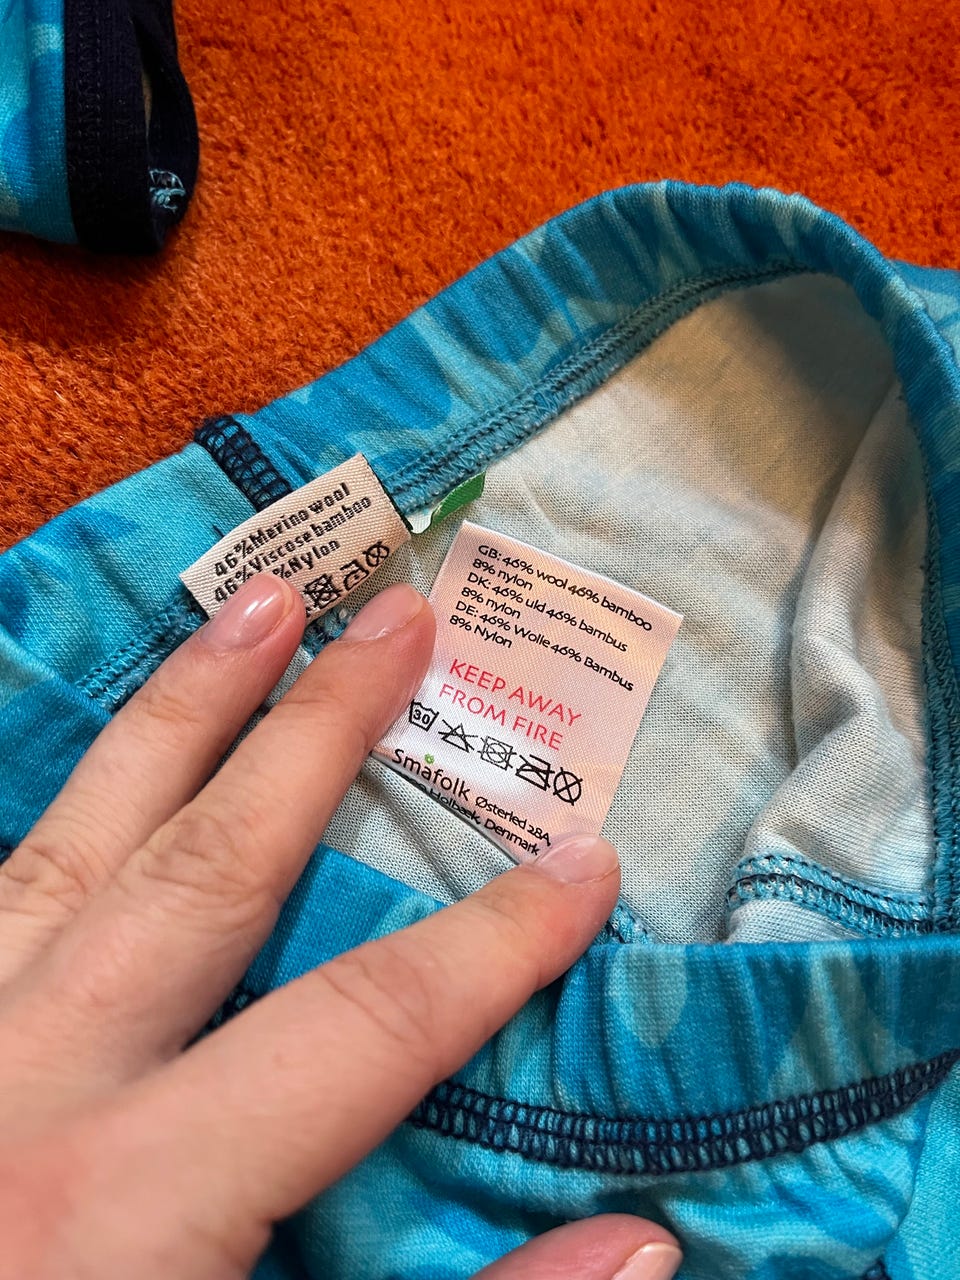 46%Merino wool
46%Viscose bamboo
%Nylon
GB: 46% wool 46% bamboo
8% nylon
DK: 46% uld 46% bambus
8% nylon
DE: 46% Wolle 46% Bambus
8% Nylon
KEEP AWAY
FROM FIRE
30
Småfolk Østerled 28A,
Holbæk, Denmark